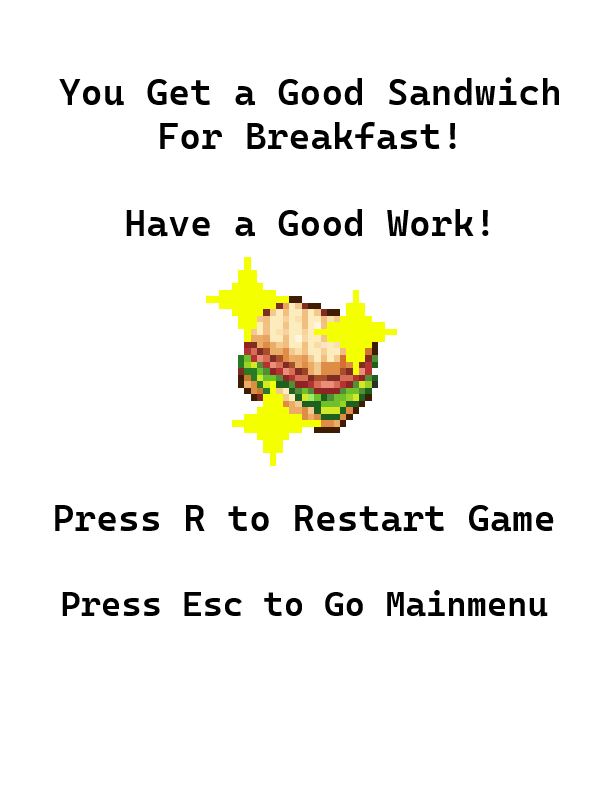 You Get a Good Sandwich
For Breakfast!
Have a Good Work!
Press R to Restart Game
Press Esc to Go Mainmenu